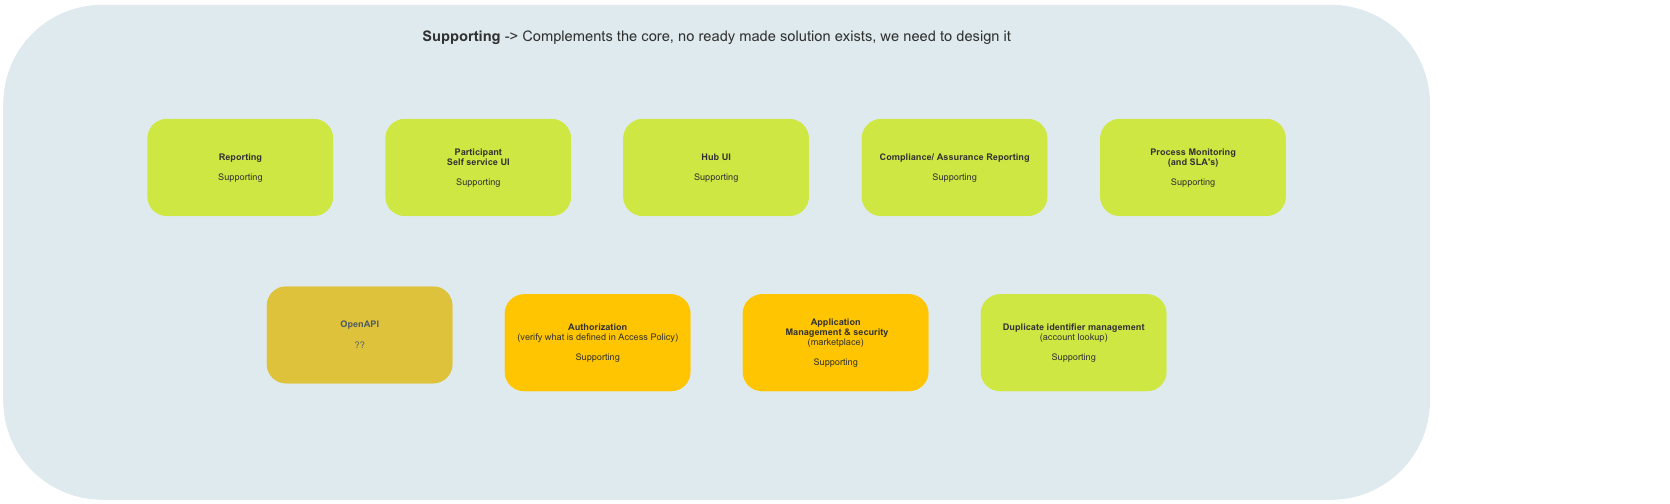 Supporting -> Complements the core, no ready made solution exists, we need to design it
Reporting
Supporting
Participant
Self service UI
Supporting
Hub UI
Supporting
Compliance/ Assurance Reporting
Supporting
Process Monitoring
(and SLA's)
Supporting
OpenAPI
??
Authorization
(verify what is defined in Access Policy)
Supporting
Application
Management & security
(marketplace)
Supporting
Duplicate identifier management
(account lookup)
Supporting